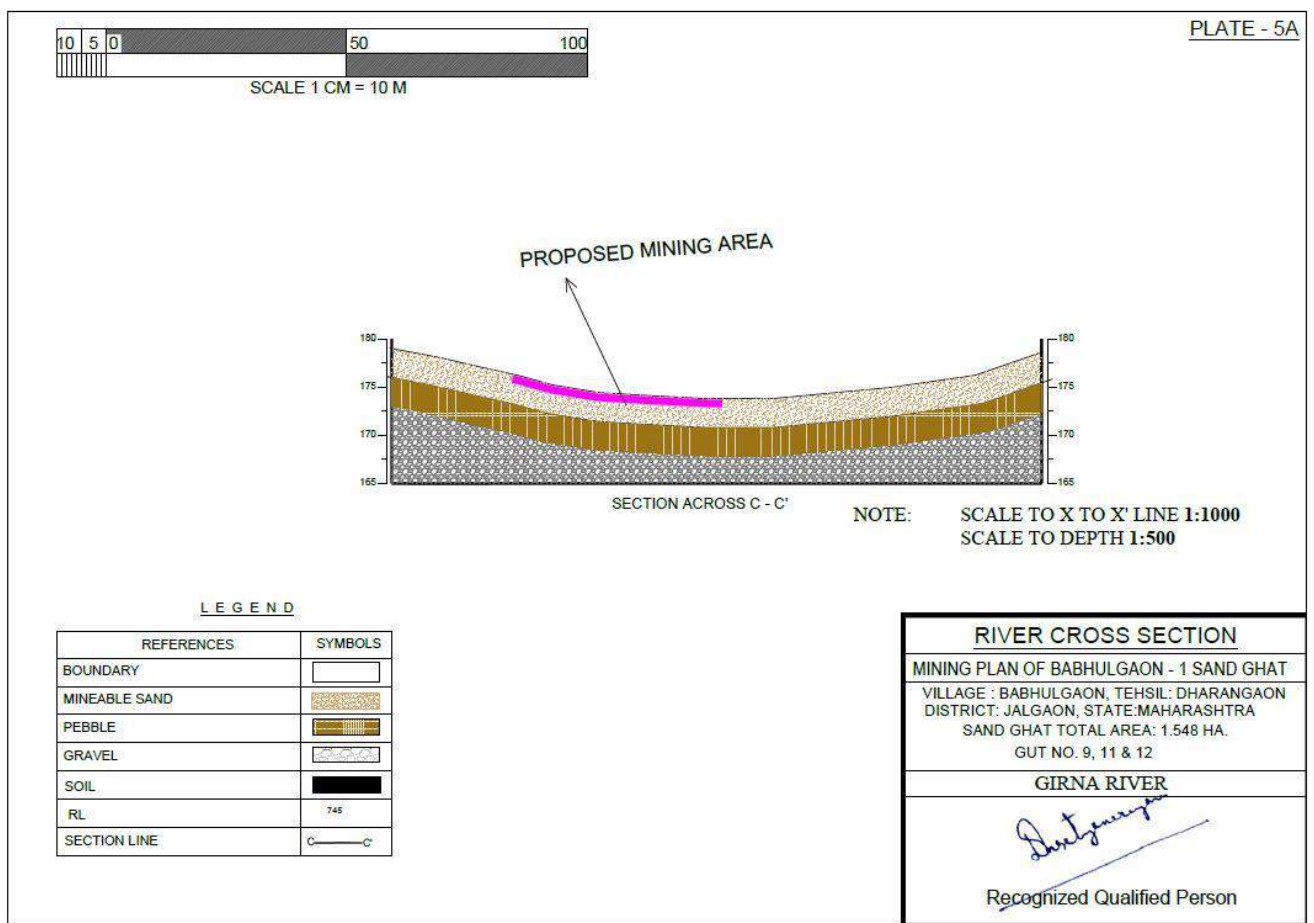 PLATE - 5A
10 5 0 50 100
SCALE 1 CM = 10 M
PROPOSED MINING AREA
180 180
175 175
170 170
165 165
SECTION ACROSS C - C'
NOTE: SCALE TO X TO X' LINE 1:1000
SCALE TO DEPTH 1:500
LEGEND
REFERENCES SYMBOLS
BOUNDARY
MINEABLE SAND
PEBBLE
GRAVEL
SOIL
RL 745
SECTION LINE C C'
RIVER CROSS SECTION
MINING PLAN OF BABHULGAON - 1 SAND GHAT
VILLAGE : BABHULGAON, TEHSIL: DHARANGAON
DISTRICT: JALGAON, STATE:MAHARASHTRA
SAND GHAT TOTAL AREA: 1.548 HA.
GUT NO. 9, 11 & 12
GIRNA RIVER
Recognized Qualified Person